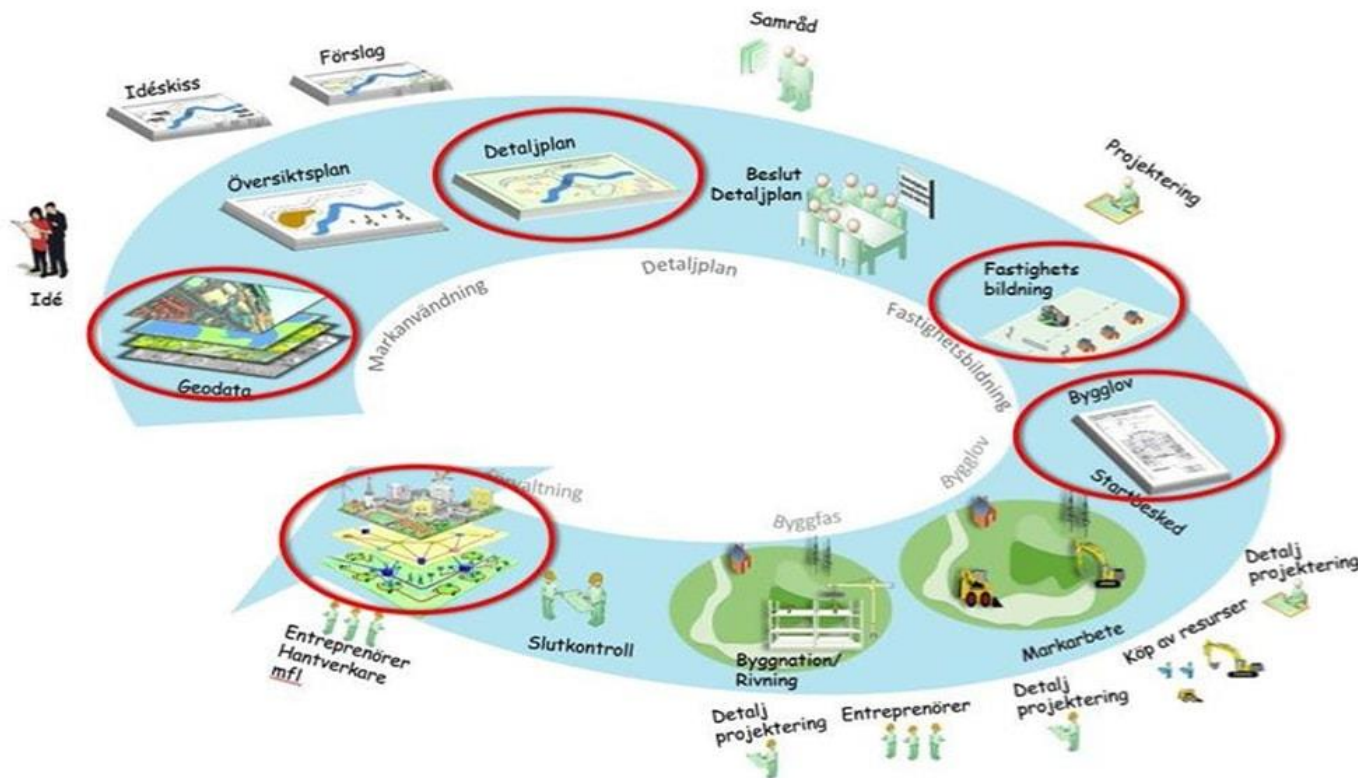 Samråd
Förslag
Idéskiss
Detaljplan
Projektering
Översiktsplan
Beslut
Detaljplan
Fastighets
bildning
Idé
Geodata
Markanvändning
Detaljplan
Fastighetsbildning
Bygglov
Bygglov
Startbesked
Byggfas
Detalj
projektering
Köp av resurser
Markarbete
Detalj
projektering
Byggnation/
Rivning
Entreprenörer
Detalj
projektering
Slutkontroll
Entreprenörer
Hantverkare
mfl